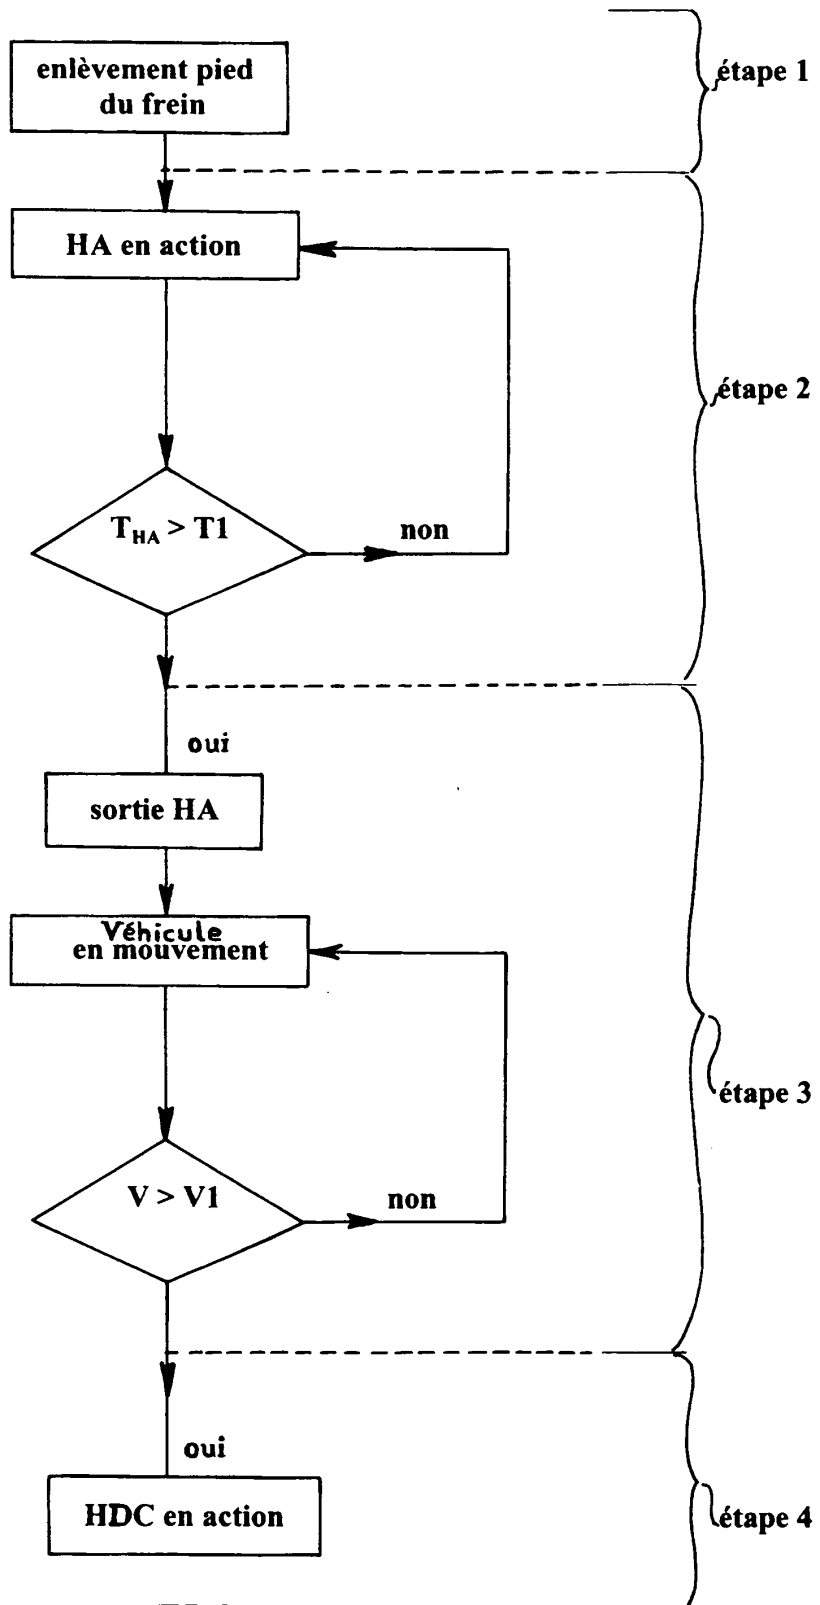 enlèvement pied
du frein
étape 1
HA en action
étape 2
THA > T1
non
oui
sortie HA
Véhicule
en mouvement
étape 3
V > V1
non
oui
HDC en action
étape 4